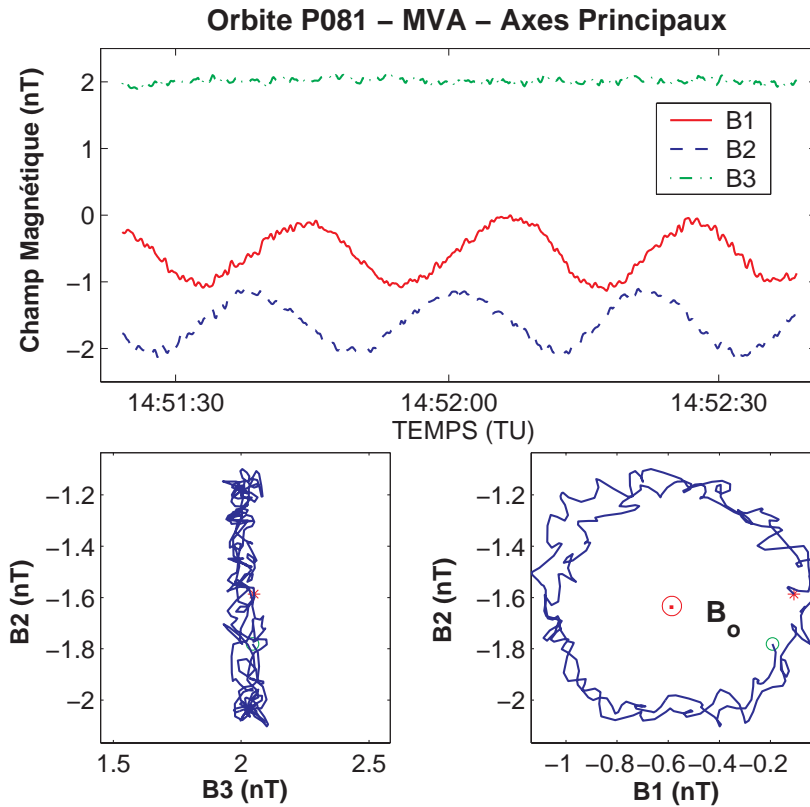 Orbite P081 − MVA − Axes Principaux
Champ Magnétique (nT)
2
1
0
−1
−2
B1
B2
B3
14:51:30
14:52:00
14:52:30
TEMPS (TU)
B2 (nT)
−1.2
−1.4
−1.6
−1.8
−2
1.5
2
2.5
B3 (nT)
B2 (nT)
−1.2
−1.4
−1.6
−1.8
−2
Bo
−1
−0.8
−0.6
−0.4
−0.2
B1 (nT)